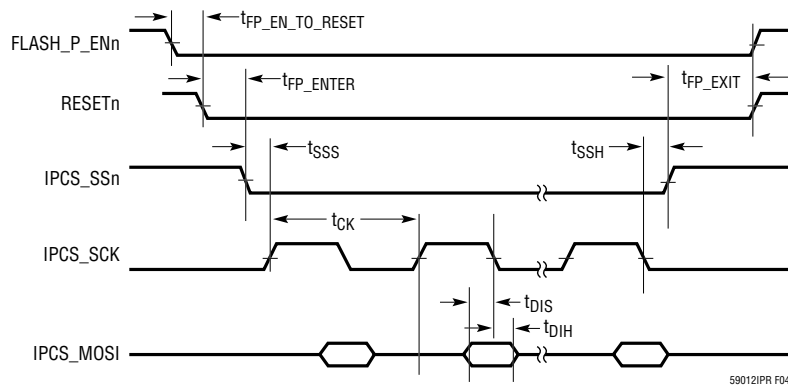 FLASH_P_ENn
tFP_EN_TO_RESET
RESETn
tFP_ENTER
tFP_EXIT
IPCS_SSn
tSSS
tSSH
IPCS_SCK
tCK
tDIS
tDIH
IPCS_MOSI
59012IPR F04